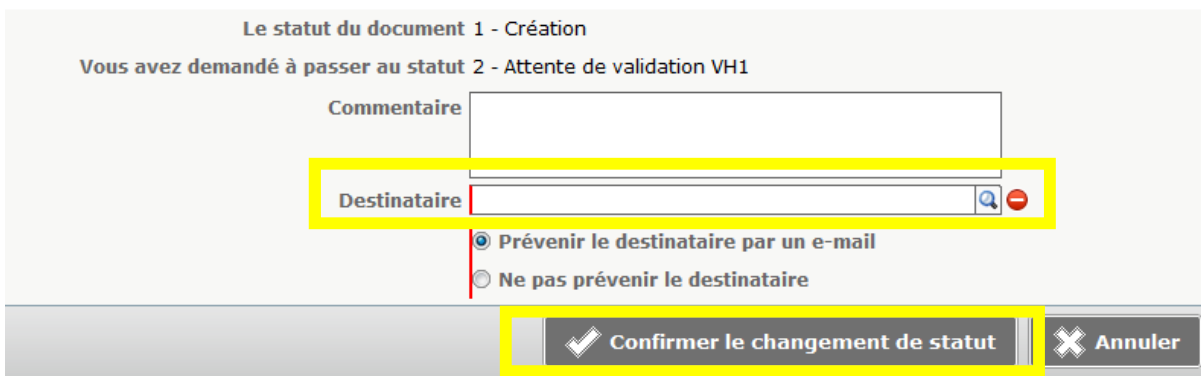 Le statut du document 1 - Création
Vous avez demandé à passer au statut 2 - Attente de validation VH1
Commentaire
Destinataire
Prévenir le destinataire par un e-mail
Ne pas prévenir le destinataire
Confirmer le changement de statut Annuler